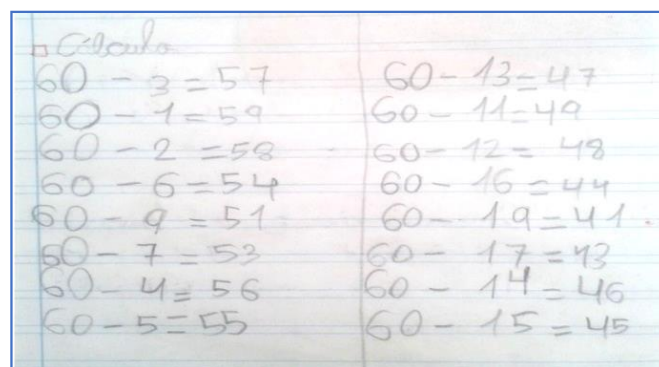 Cálculo
60 - 3 = 57
60 - 1 = 59
60 - 2 = 58
60 - 6 = 54
60 - 9 = 51
60 - 7 = 53
60 - 4 = 56
60 - 5 = 55
60 - 13 = 47
60 - 11 = 49
60 - 12 = 48
60 - 16 = 44
60 - 19 = 41
60 - 17 = 43
60 - 14 = 46
60 - 15 = 45